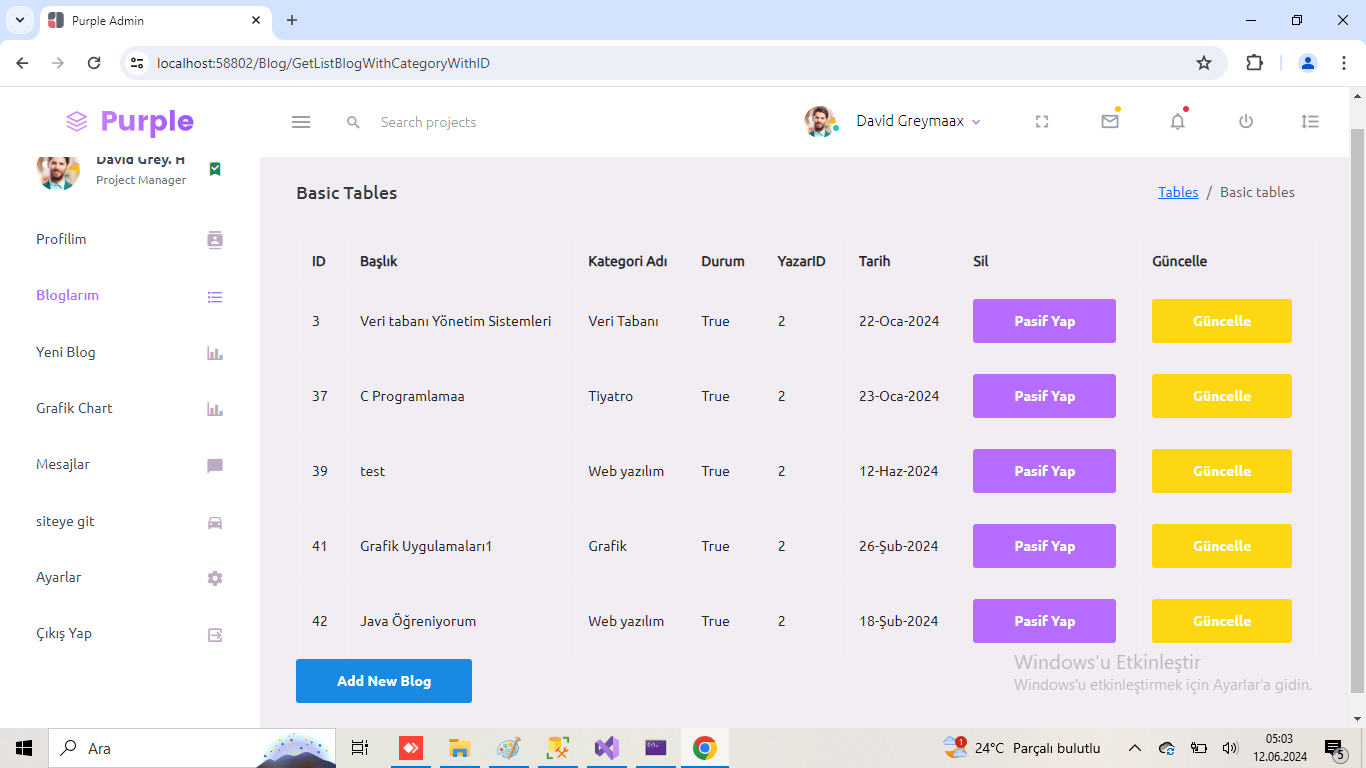 Purple Admin
localhost:58802/Blog/GetListBlogWithCategoryWithID
Purple
Search projects
David Greymaax
David Grey. H
Project Manager
Profilim
Bloglarım
Yeni Blog
Grafik Chart
Mesajlar
siteye git
Ayarlar
Çıkış Yap
Basic Tables
Tables / Basic tables
ID Başlık Kategori Adı Durum YazarID Tarih Sil Güncelle
3 Veri tabanı Yönetim Sistemleri Veri Tabanı True 2 22-Oca-2024 Pasif Yap Güncelle
37 C Programlamaa Tiyatro True 2 23-Oca-2024 Pasif Yap Güncelle
39 test Web yazılım True 2 12-Haz-2024 Pasif Yap Güncelle
41 Grafik Uygulamaları1 Grafik True 2 26-Şub-2024 Pasif Yap Güncelle
42 Java Öğreniyorum Web yazılım True 2 18-Şub-2024 Pasif Yap Güncelle
Add New Blog
Windows'u Etkinleştir
Windows'u etkinleştirmek için Ayarlar'a gidin.
Ara
1
24°C Parçalı bulutlu
05:03
12.06.2024
5